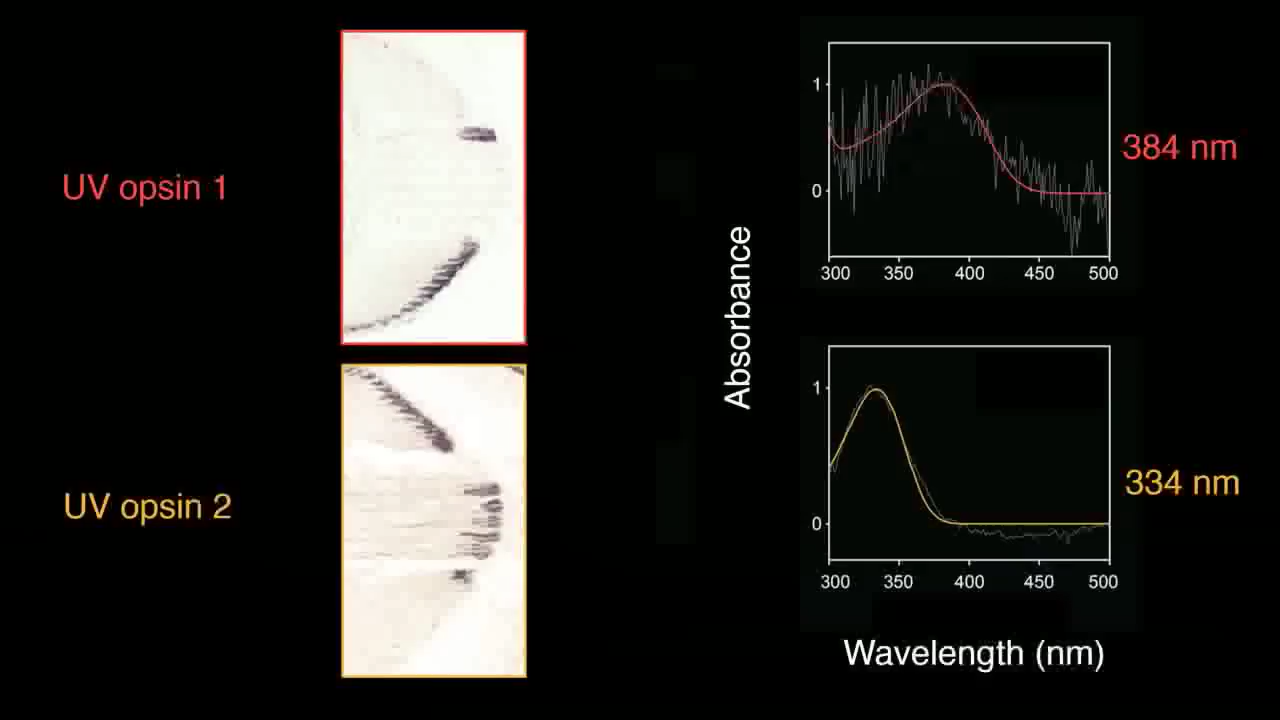 UV opsin 1
1
0
300 350 400 450 500
384 nm
Absorbance
UV opsin 2
1
0
300 350 400 450 500
334 nm
Wavelength (nm)